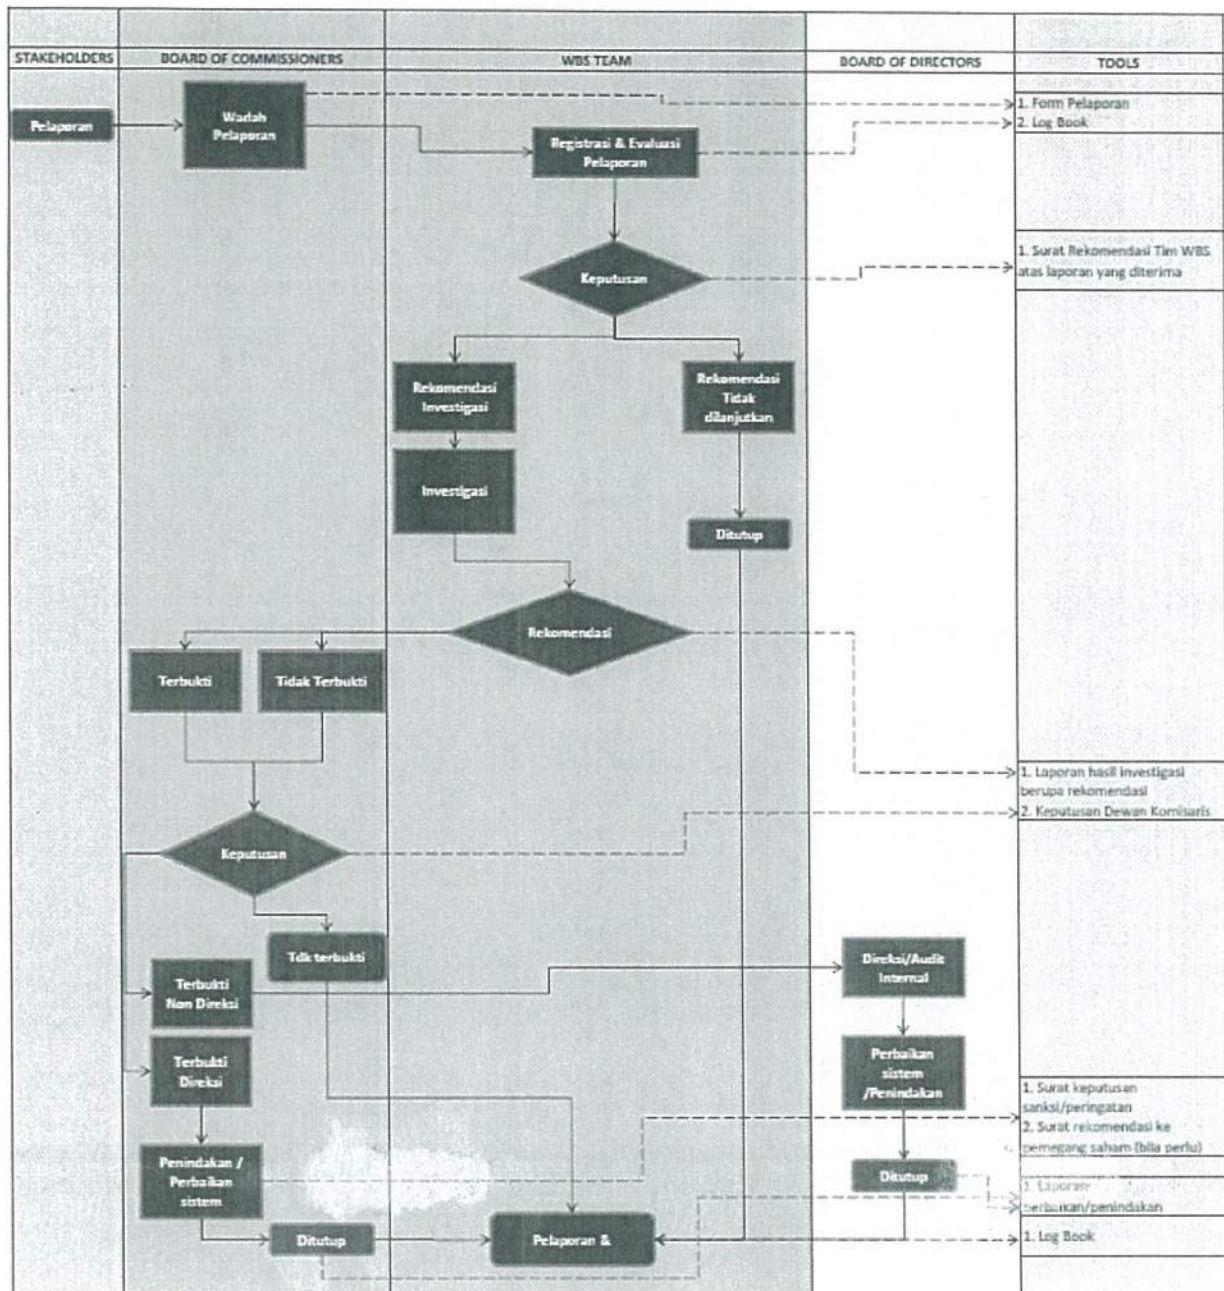 STAKEHOLDERS
BOARD OF COMMISSIONERS
WBS TEAM
BOARD OF DIRECTORS
TOOLS
Pelaporan
Wadah
Pelaporan
Registrasi & Evaluasi
Pelaporan
1. Form Pelaporan
2. Log Book
Keputusan
1. Surat Rekomendasi Tim WBS
atas laporan yang diterima
Rekomendasi
Investigasi
Rekomendasi
Tidak
dilanjutkan
Investigasi
Ditutup
Rekomendasi
Terbukti
Tidak Terbukti
1. Laporan hasil investigasi
berupa rekomendasi
2. Keputusan Dewan Komisaris
Keputusan
Tdk terbukti
Terbukti
Non Direksi
Direksi/Audit
Internal
Terbukti
Direksi
Perbaikan
sistem
/Penindakan
1. Surat keputusan
sanksi/peringatan
2. Surat rekomendasi ke
pemegang saham (bila perlu)
Penindakan /
Perbaikan
sistem
Ditutup
1. Laporan
perbaikan/penindakan
Ditutup
Pelaporan &
1. Log Book